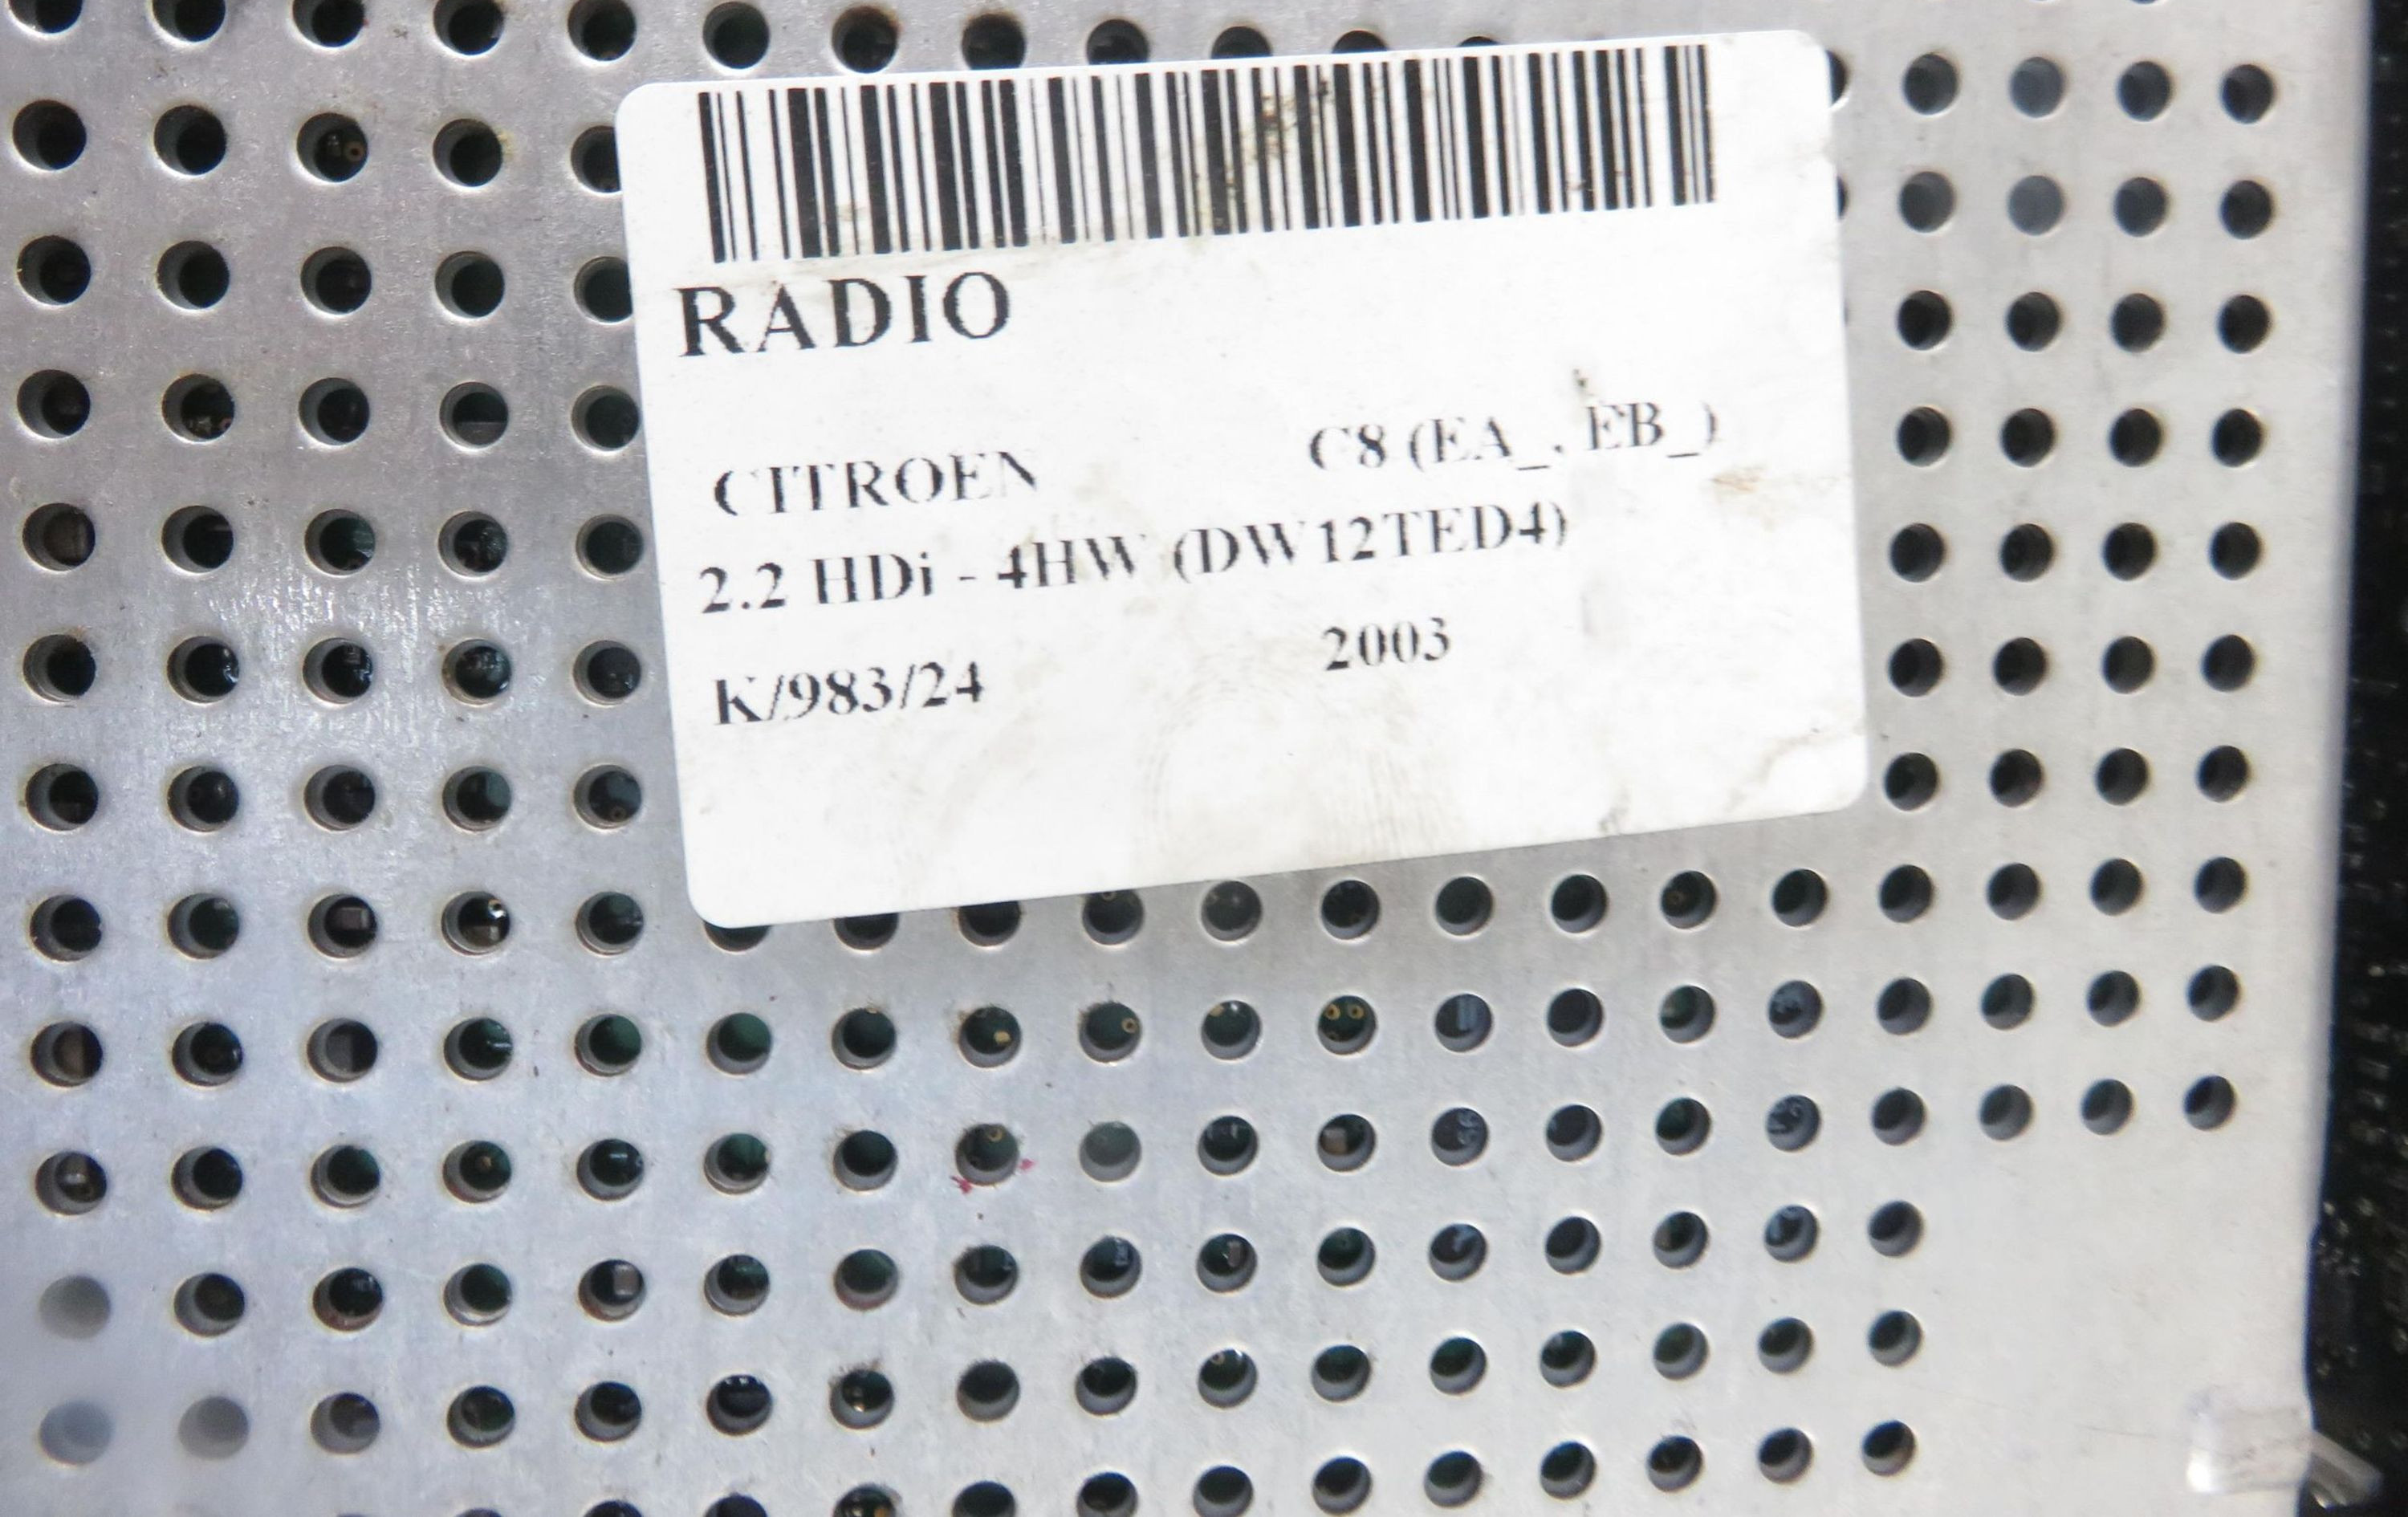 RADIO
CITROEN C8 (EA_, EB_)
2.2 HDi - 4HW (DW12TED4)
K/983/24 2003